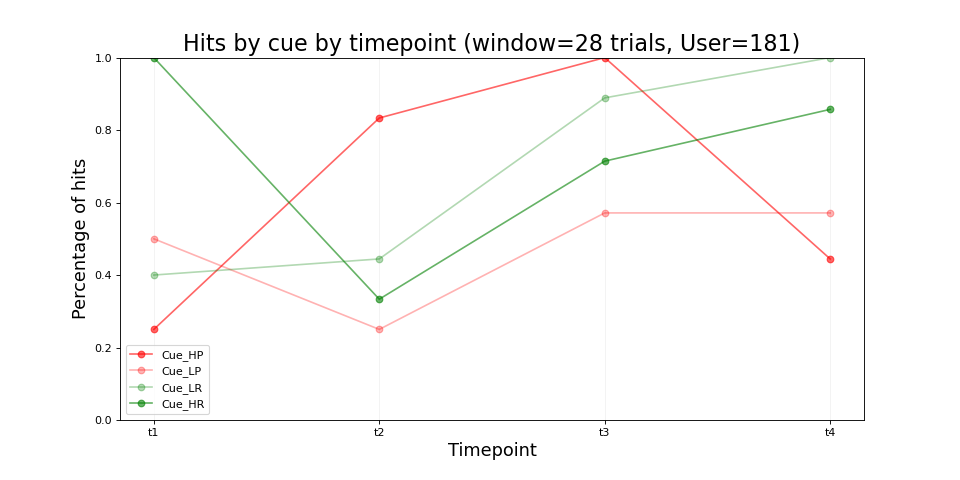 Hits by cue by timepoint (window=28 trials, User=181)
1.0
0.8
0.6
0.4
0.2
0.0
Percentage of hits
Cue_HP
Cue_LP
Cue_LR
Cue_HR
t1 t2 t3 t4
Timepoint